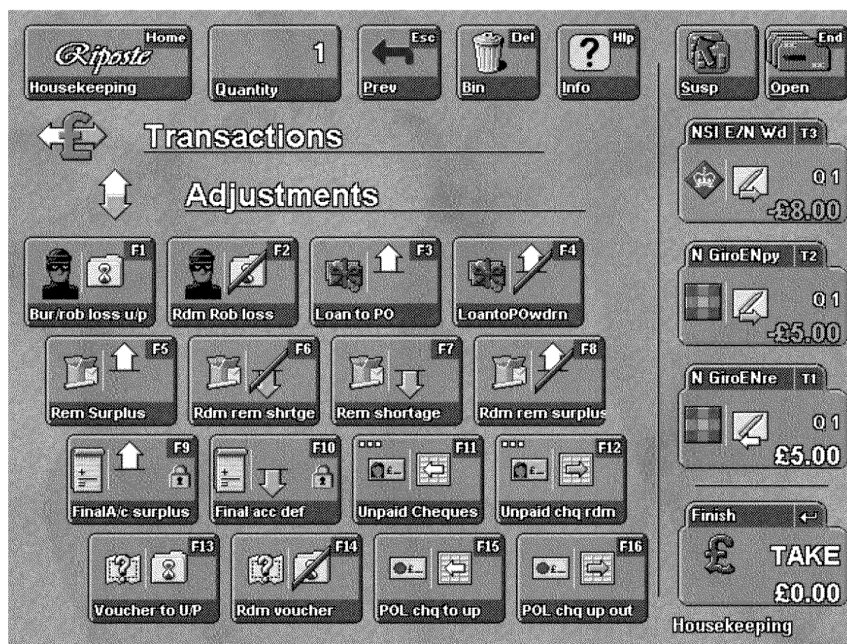 Riposte Home
Housekeeping
1
Quantity
Esc
Prev
Del
Bin
? Hlp
Info
Susp
End
Open
£ Transactions
Adjustments
F1
Bur/rob loss u/p
F2
Rdm Rob loss
F3
Loan to PO
F4
LoantoPOwdrn
F5
Rem Surplus
F6
Rdm rem shrtge
F7
Rem shortage
F8
Rdm rem surplus
F9
FinalA/c surplus
F10
Final acc def
F11
Unpaid Cheques
F12
Unpaid chq rdm
F13
Voucher to U/P
F14
Rdm voucher
F15
POL chq to up
F16
POL chq up out
NSI E/N Wd T3
Q 1
-£8.00
N GiroENpy T2
Q 1
-£5.00
N GiroENre T1
Q 1
£5.00
Finish
£ TAKE
£0.00
Housekeeping